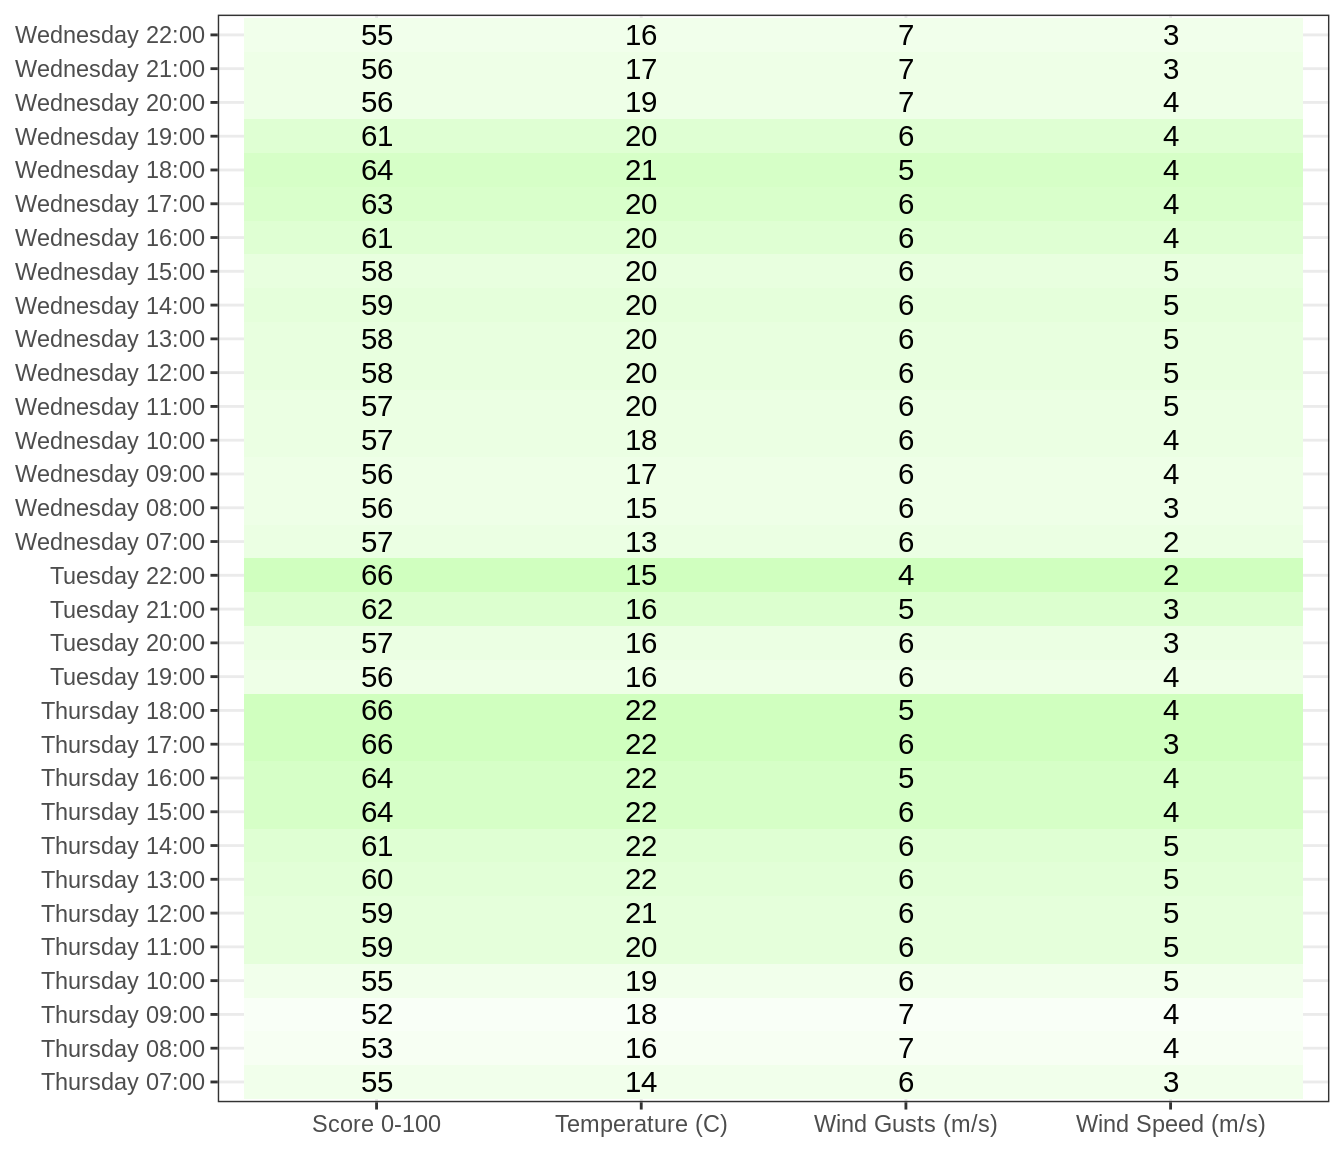 Wednesday 22:00 55 16 7 3
Wednesday 21:00 56 17 7 3
Wednesday 20:00 56 19 7 4
Wednesday 19:00 61 20 6 4
Wednesday 18:00 64 21 5 4
Wednesday 17:00 63 20 6 4
Wednesday 16:00 61 20 6 4
Wednesday 15:00 58 20 6 5
Wednesday 14:00 59 20 6 5
Wednesday 13:00 58 20 6 5
Wednesday 12:00 58 20 6 5
Wednesday 11:00 57 20 6 5
Wednesday 10:00 57 18 6 4
Wednesday 09:00 56 17 6 4
Wednesday 08:00 56 15 6 3
Wednesday 07:00 57 13 6 2
Tuesday 22:00 66 15 4 2
Tuesday 21:00 62 16 5 3
Tuesday 20:00 57 16 6 3
Tuesday 19:00 56 16 6 4
Thursday 18:00 66 22 5 4
Thursday 17:00 66 22 6 3
Thursday 16:00 64 22 5 4
Thursday 15:00 64 22 6 4
Thursday 14:00 61 22 6 5
Thursday 13:00 60 22 6 5
Thursday 12:00 59 21 6 5
Thursday 11:00 59 20 6 5
Thursday 10:00 55 19 6 5
Thursday 09:00 52 18 7 4
Thursday 08:00 53 16 7 4
Thursday 07:00 55 14 6 3
Score 0-100 Temperature (C) Wind Gusts (m/s) Wind Speed (m/s)